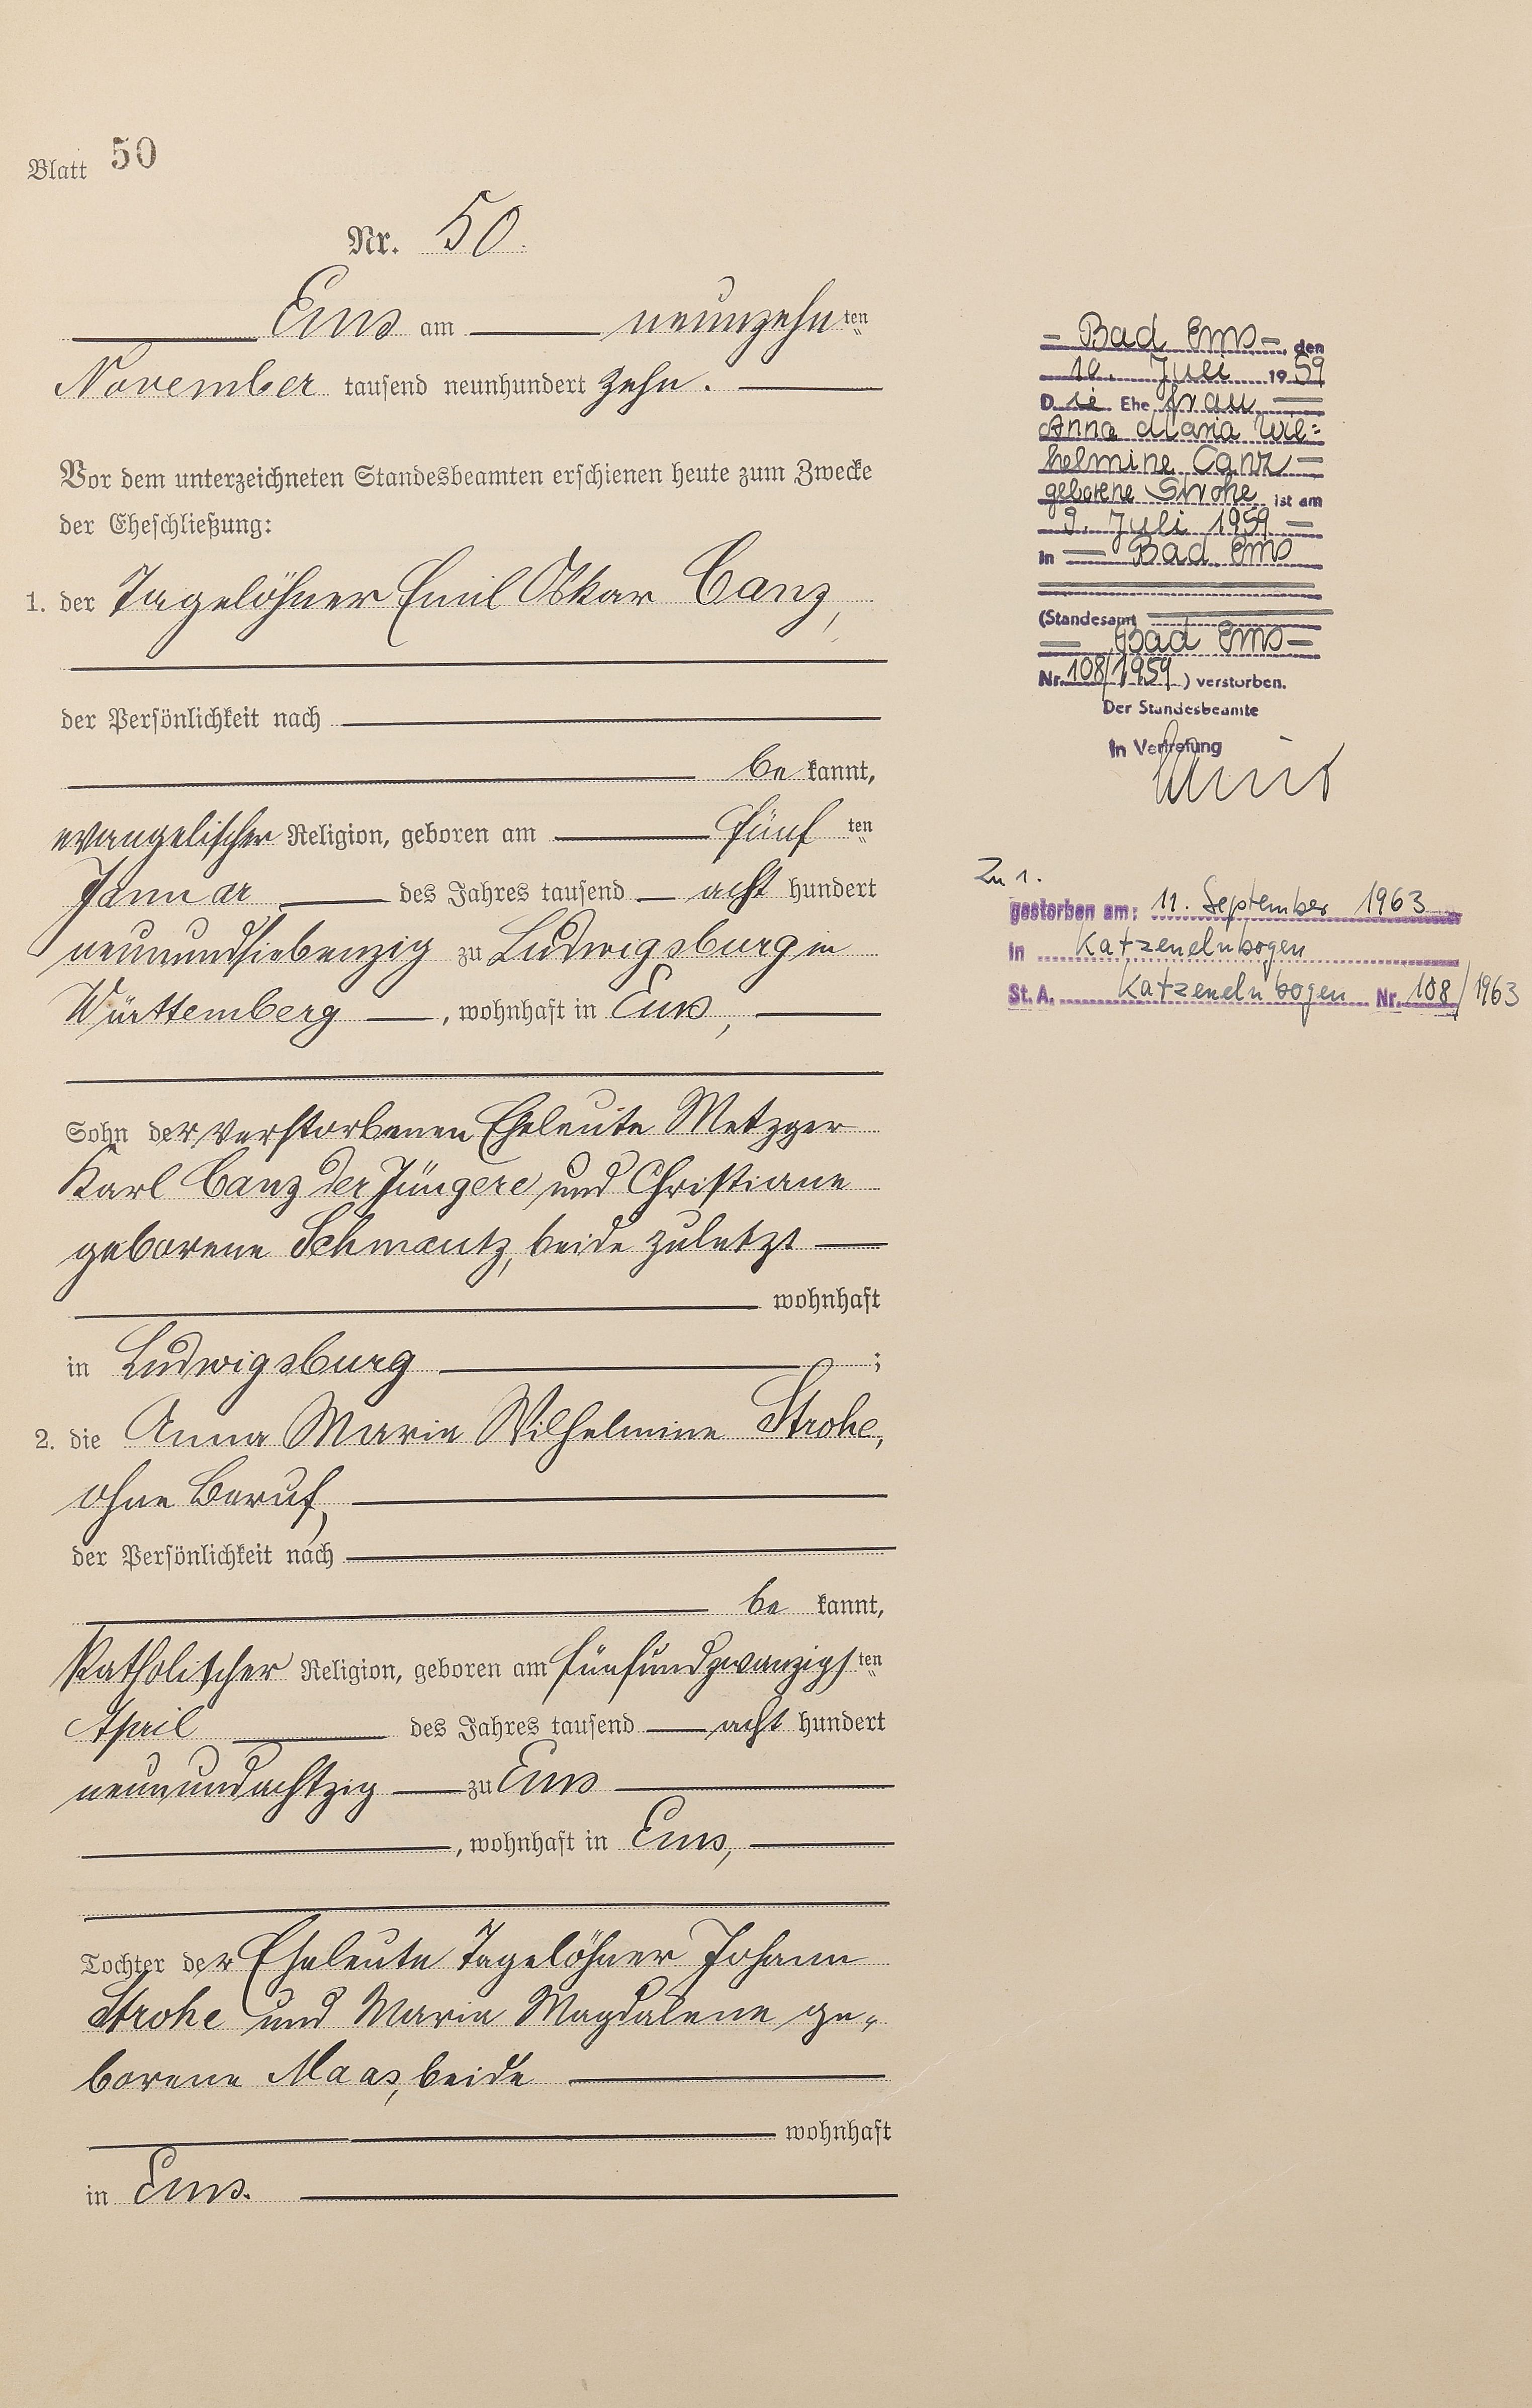 Blatt 50
Nr. 50.
Ems am neunzehnten
November tausend neunhundert zehn.
Vor dem unterzeichneten Standesbeamten erschienen heute zum Zwecke
der Eheschließung:
1. der Tagelöhner Emil Oskar Canz,
der Persönlichkeit nach
be kannt,
evangelischer Religion, geboren am fünften
Januar des Jahres tausend acht hundert
neunundsiebenzig zu Ludwigsburg in
Württemberg, wohnhaft in Ems,
Sohn der verstorbenen Eheleute Metzger
Karl Canz der Jüngere und Christiane
geborene Schmautz, beide zuletzt
wohnhaft
in Ludwigsburg ;
2. die Anna Maria Wilhelmine Strohe,
ohne Beruf,
der Persönlichkeit nach
be kannt,
katholischer Religion, geboren am fünfundzwanzigsten
April des Jahres tausend acht hundert
neunundachtzig zu Ems
, wohnhaft in Ems,
Tochter der Eheleute Tagelöhner Johann
Strohe und Maria Magdalene ge-
borene Maas, beide
wohnhaft
in Ems.
Bad Ems, den
10. Juli 1959
Die Ehefrau
Anna Maria Wil=
helmine Canz
geborene Strohe ist am
9. Juli 1959
in Bad Ems
(Standesamt
Bad Ems
Nr. 108/1959) verstorben.
Der Standesbeamte
In Vertretung
Zu 1.
gestorben am: 11. September 1963
in Katzenelnbogen
St. A. Katzenelnbogen Nr. 108/1963